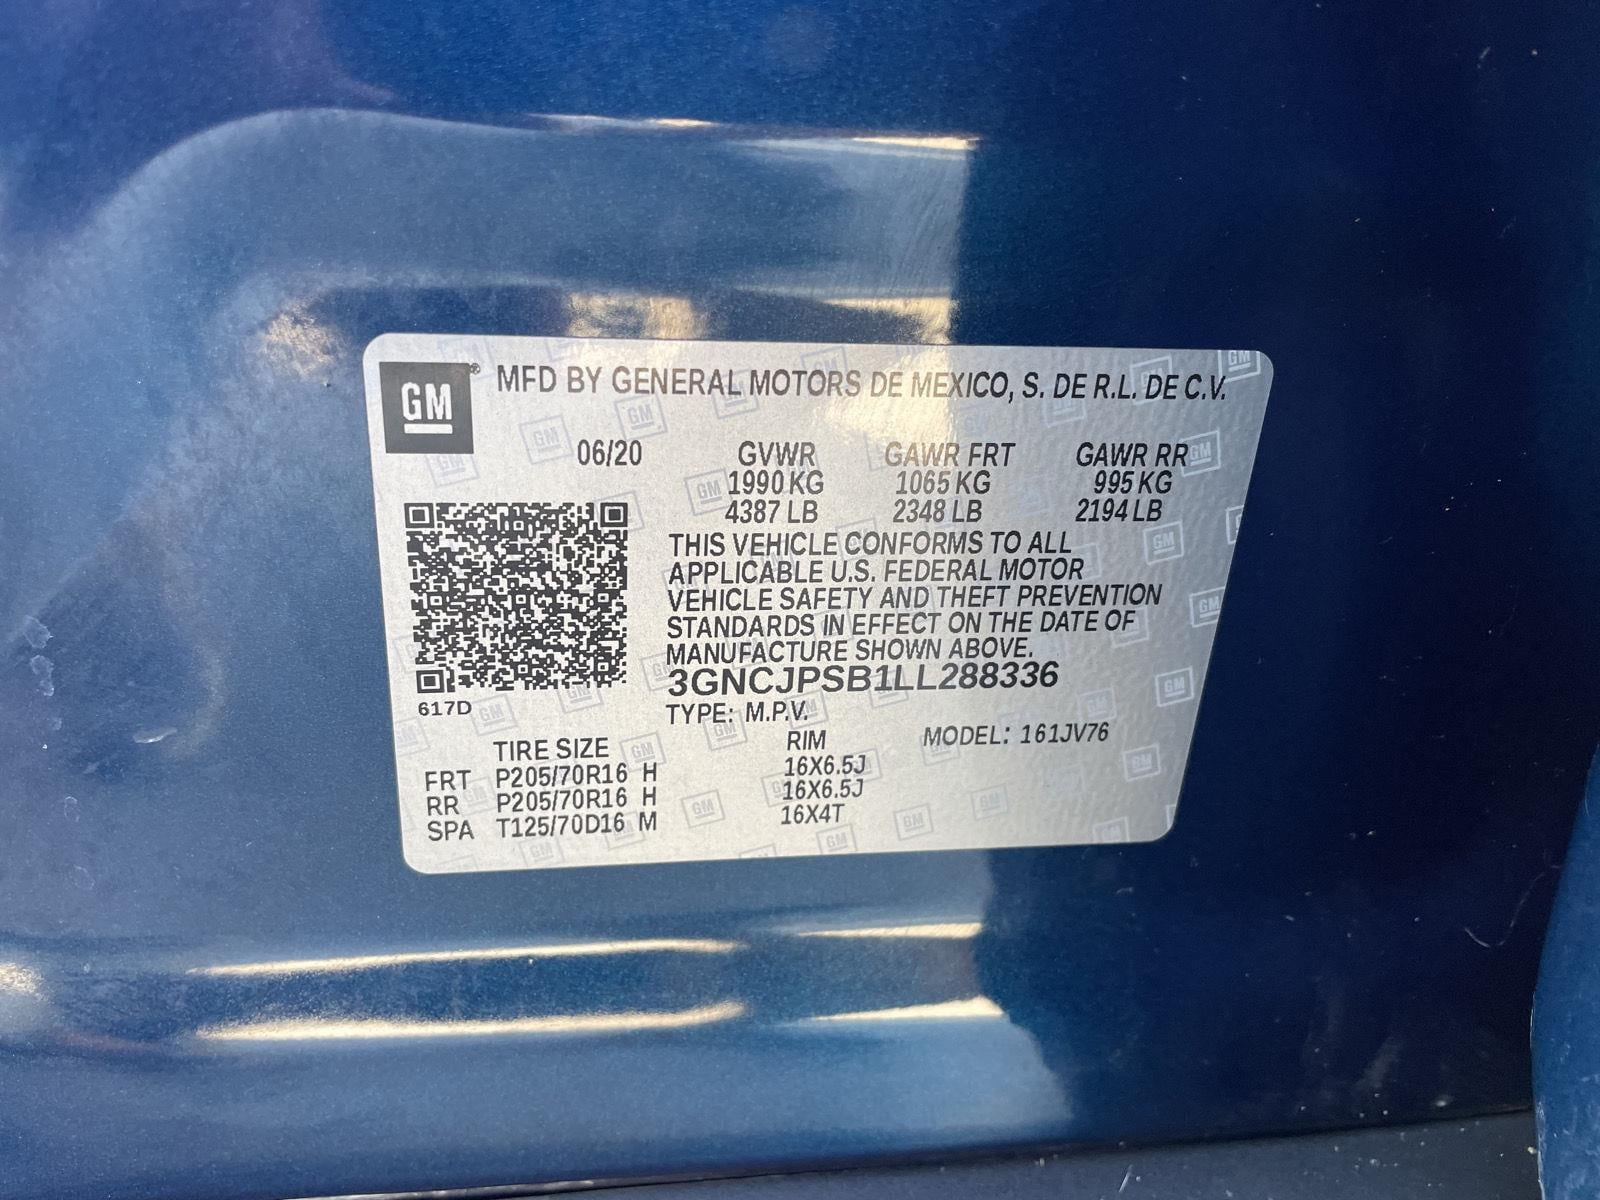 GM® MFD BY GENERAL MOTORS DE MEXICO, S. DE R.L. DE C.V.
06/20 GVWR GAWR FRT GAWR RR
1990 KG 1065 KG 995 KG
4387 LB 2348 LB 2194 LB
THIS VEHICLE CONFORMS TO ALL
APPLICABLE U.S. FEDERAL MOTOR
VEHICLE SAFETY AND THEFT PREVENTION
STANDARDS IN EFFECT ON THE DATE OF
MANUFACTURE SHOWN ABOVE.
3GNCJPSB1LL288336
617D
TYPE: M.P.V.
MODEL: 161JV76
TIRE SIZE RIM
FRT P205/70R16 H 16X6.5J
RR P205/70R16 H 16X6.5J
SPA T125/70D16 M 16X4T